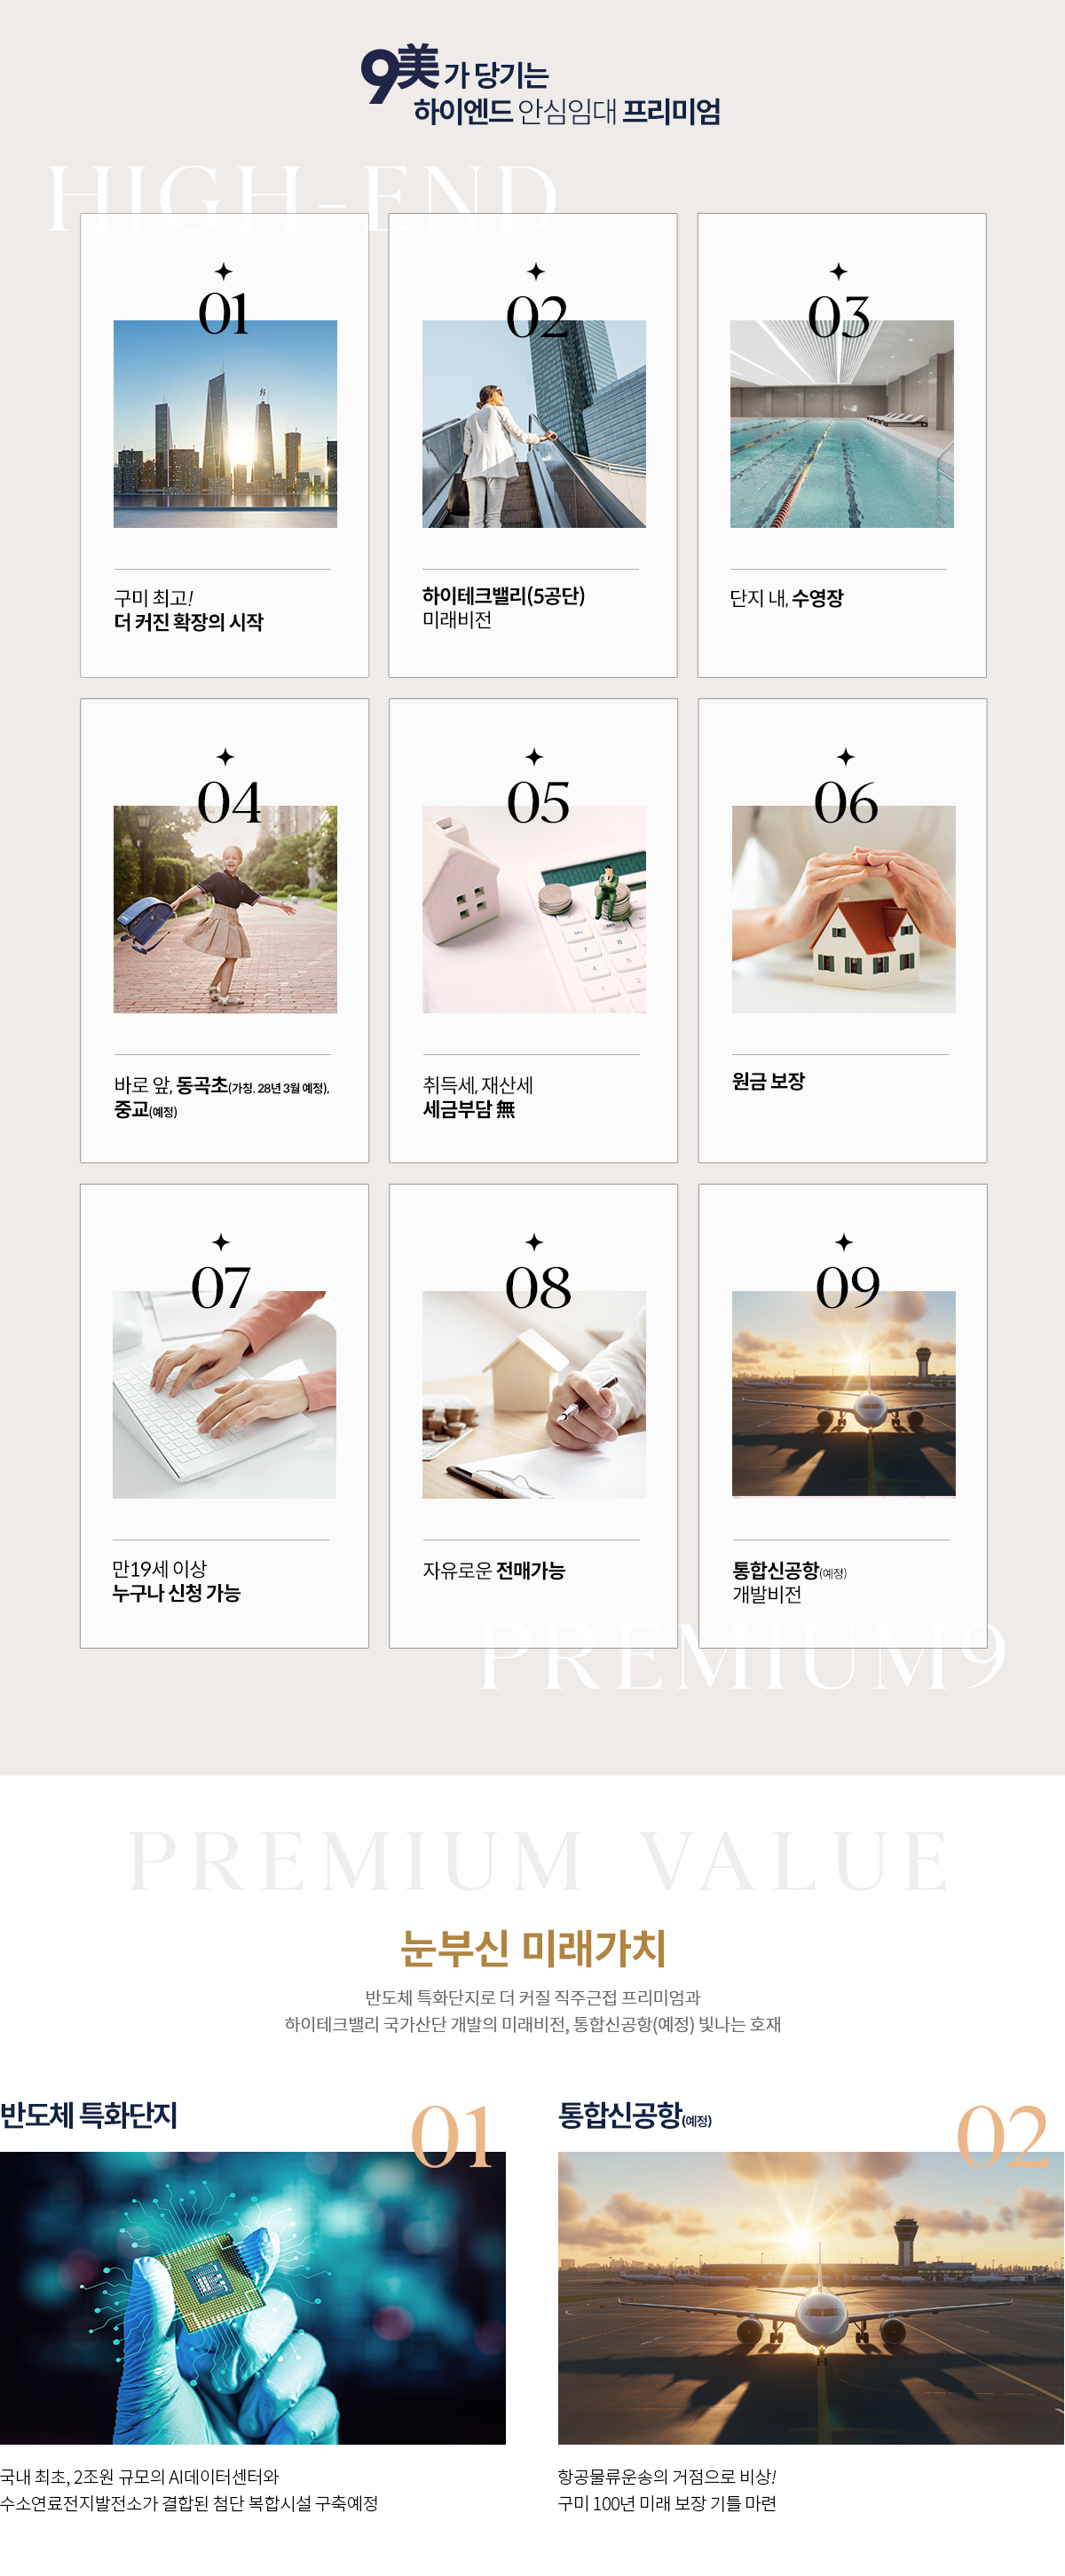 9美가 당기는
하이엔드 안심임대 프리미엄
HIGH-END
01
구미 최고!
더 커진 확장의 시작
02
하이테크밸리(5공단)
미래비전
03
단지 내, 수영장
04
바로 앞, 동곡초(가칭. 28년 3월 예정),
중교(예정)
05
취득세, 재산세
세금부담 無
06
원금 보장
07
만19세 이상
누구나 신청 가능
08
자유로운 전매가능
09
통합신공항(예정)
개발비전
PREMIUM9
PREMIUM VALUE
눈부신 미래가치
반도체 특화단지로 더 커질 직주근접 프리미엄과
하이테크밸리 국가산단 개발의 미래비전, 통합신공항(예정) 빛나는 호재
반도체 특화단지
01
국내 최초, 2조원 규모의 AI데이터센터와
수소연료전지발전소가 결합된 첨단 복합시설 구축예정
통합신공항(예정)
02
항공물류운송의 거점으로 비상!
구미 100년 미래 보장 기틀 마련